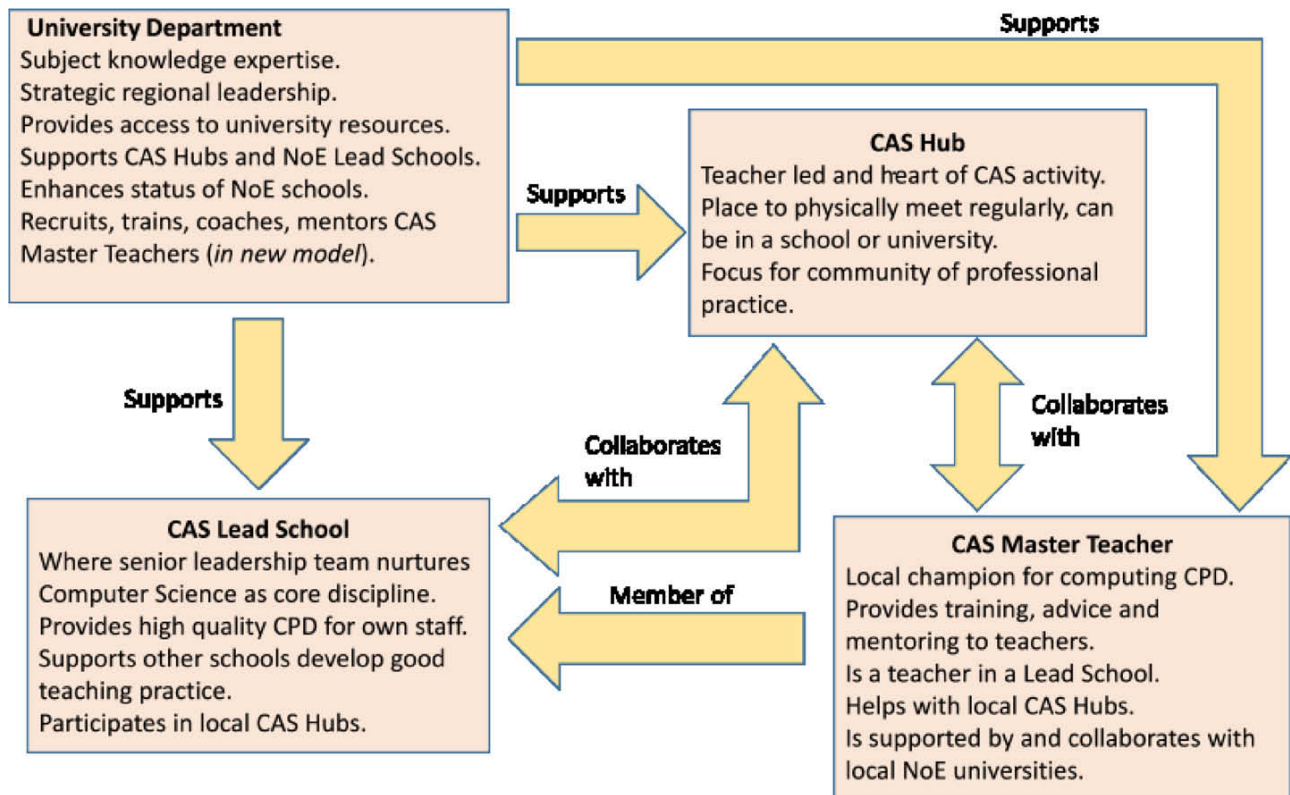 University Department
Subject knowledge expertise.
Strategic regional leadership.
Provides access to university resources.
Supports CAS Hubs and NoE Lead Schools.
Enhances status of NoE schools.
Recruits, trains, coaches, mentors CAS
Master Teachers (in new model).
Supports
Supports
CAS Hub
Teacher led and heart of CAS activity.
Place to physically meet regularly, can
be in a school or university.
Focus for community of professional
practice.
Supports
Collaborates
with
Collaborates
with
CAS Lead School
Where senior leadership team nurtures
Computer Science as core discipline.
Provides high quality CPD for own staff.
Supports other schools develop good
teaching practice.
Participates in local CAS Hubs.
Member of
CAS Master Teacher
Local champion for computing CPD.
Provides training, advice and
mentoring to teachers.
Is a teacher in a Lead School.
Helps with local CAS Hubs.
Is supported by and collaborates with
local NoE universities.